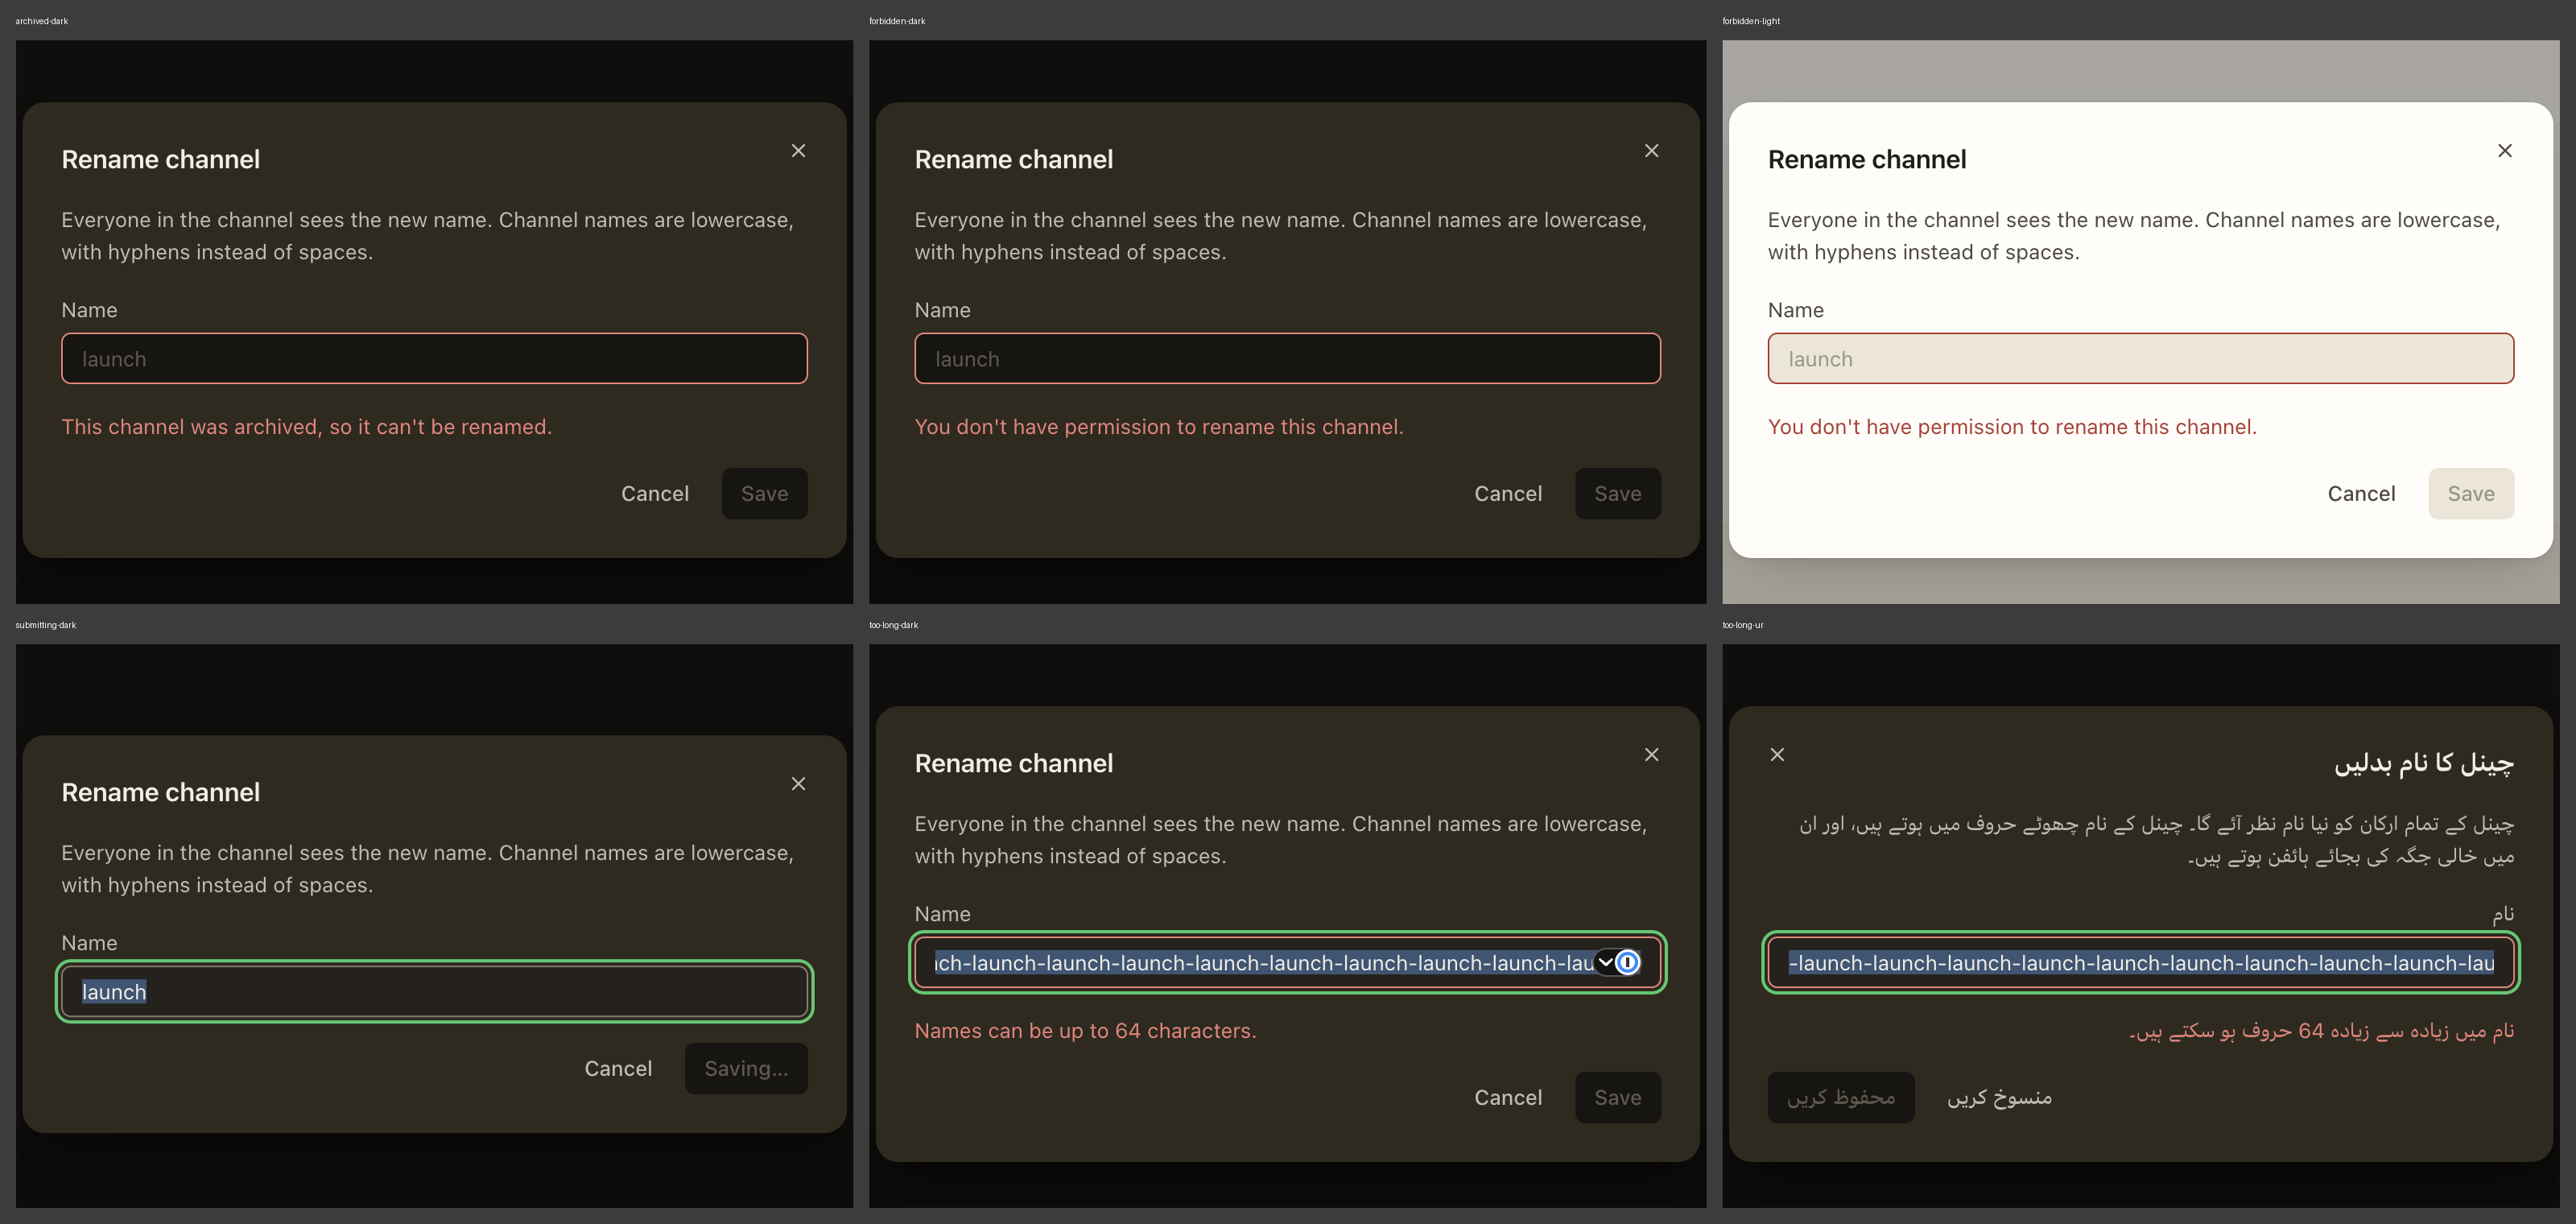 archived-dark
Rename channel
Everyone in the channel sees the new name. Channel names are lowercase,
with hyphens instead of spaces.
Name
launch
This channel was archived, so it can't be renamed.
Cancel
Save
forbidden-dark
Rename channel
Everyone in the channel sees the new name. Channel names are lowercase,
with hyphens instead of spaces.
Name
launch
You don't have permission to rename this channel.
Cancel
Save
forbidden-light
Rename channel
Everyone in the channel sees the new name. Channel names are lowercase,
with hyphens instead of spaces.
Name
launch
You don't have permission to rename this channel.
Cancel
Save
submitting-dark
Rename channel
Everyone in the channel sees the new name. Channel names are lowercase,
with hyphens instead of spaces.
Name
launch
Cancel
Saving...
too-long-dark
Rename channel
Everyone in the channel sees the new name. Channel names are lowercase,
with hyphens instead of spaces.
Name
ch-launch-launch-launch-launch-launch-launch-launch-launch-lau
Names can be up to 64 characters.
Cancel
Save
too-long-ur
چینل کا نام بدلیں
چینل کے تمام ارکان کو نیا نام نظر آئے گا۔ چینل کے نام چھوٹے حروف میں ہوتے ہیں، اور ان
میں خالی جگہ کی بجائے ہائفن ہوتے ہیں۔
نام
-launch-launch-launch-launch-launch-launch-launch-launch-launch-lau
نام میں زیادہ سے زیادہ 64 حروف ہو سکتے ہیں۔
منسوخ کریں
محفوظ کریں